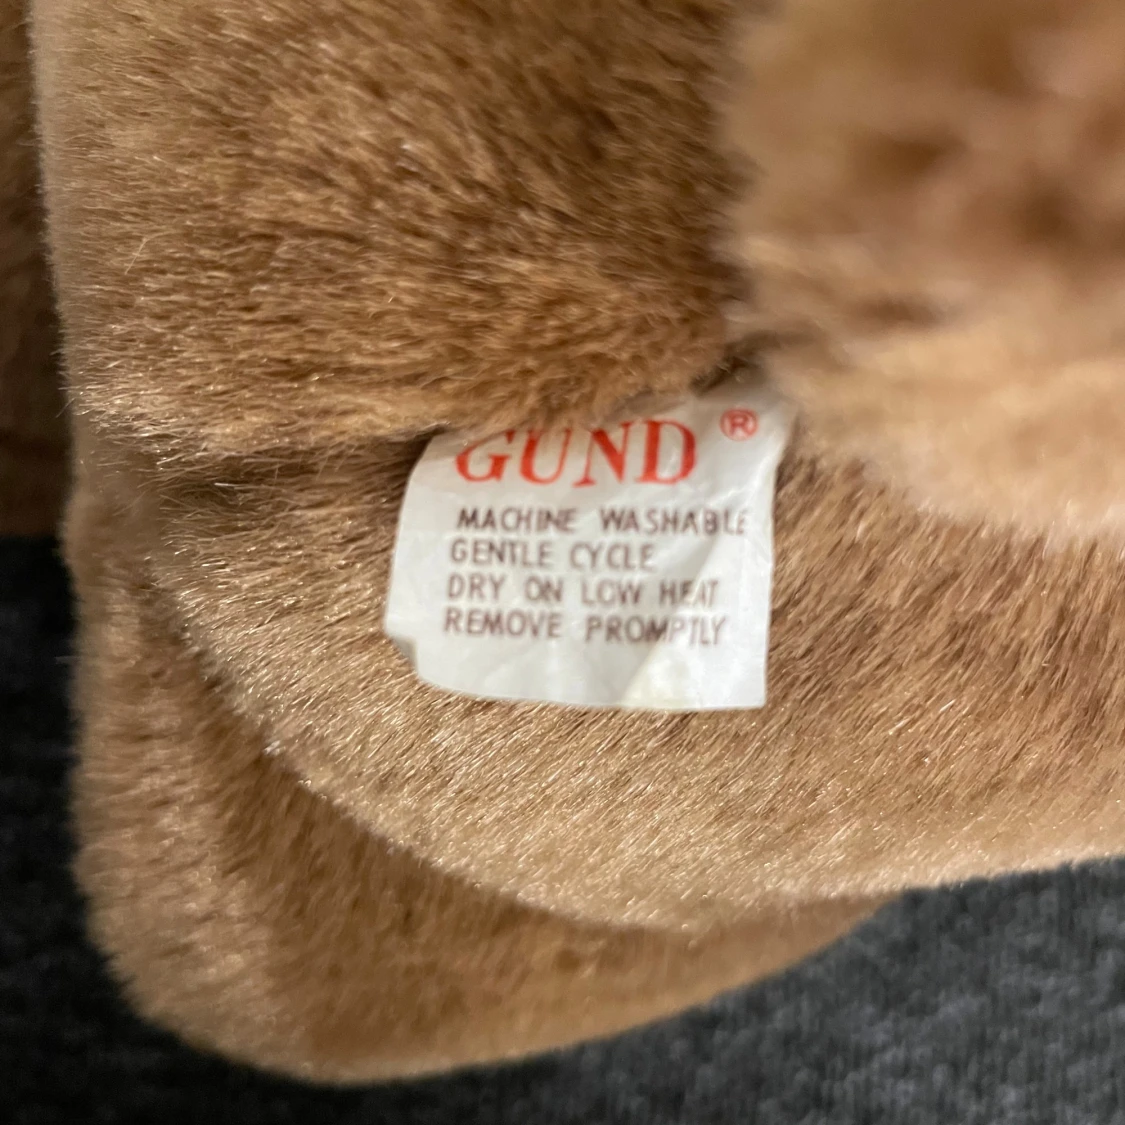 GUND ®
MACHINE WASHABLE
GENTLE CYCLE
DRY ON LOW HEAT
REMOVE PROMPTLY